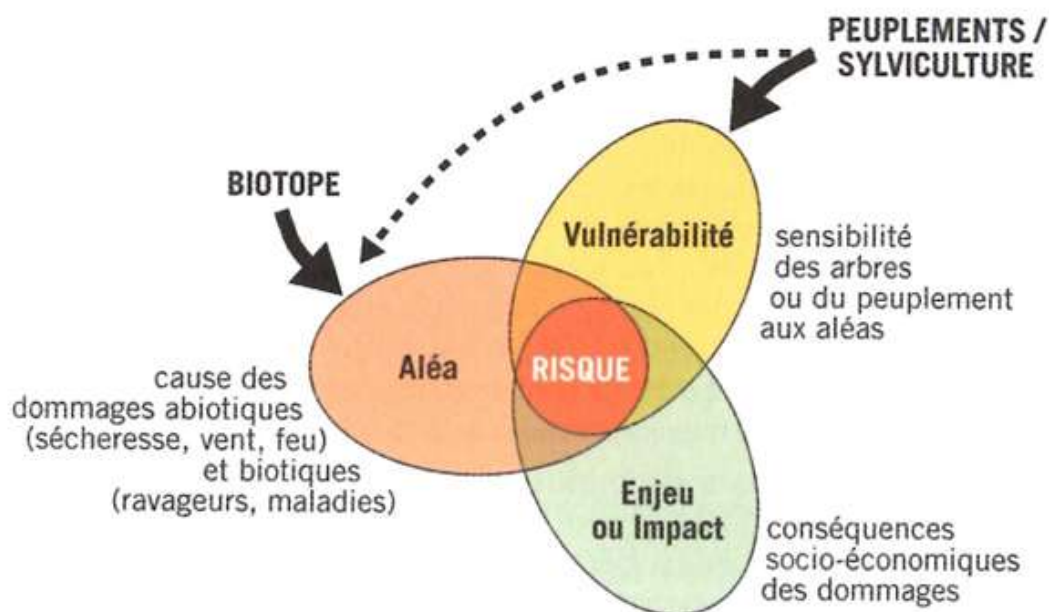 PEUPLEMENTS /
SYLVICULTURE
BIOTOPE
Vulnérabilité
sensibilité
des arbres
ou du peuplement
aux aléas
Aléa
RISQUE
cause des
dommages abiotiques
(sécheresse, vent, feu)
et biotiques
(ravageurs, maladies)
Enjeu
ou Impact
conséquences
socio-économiques
des dommages